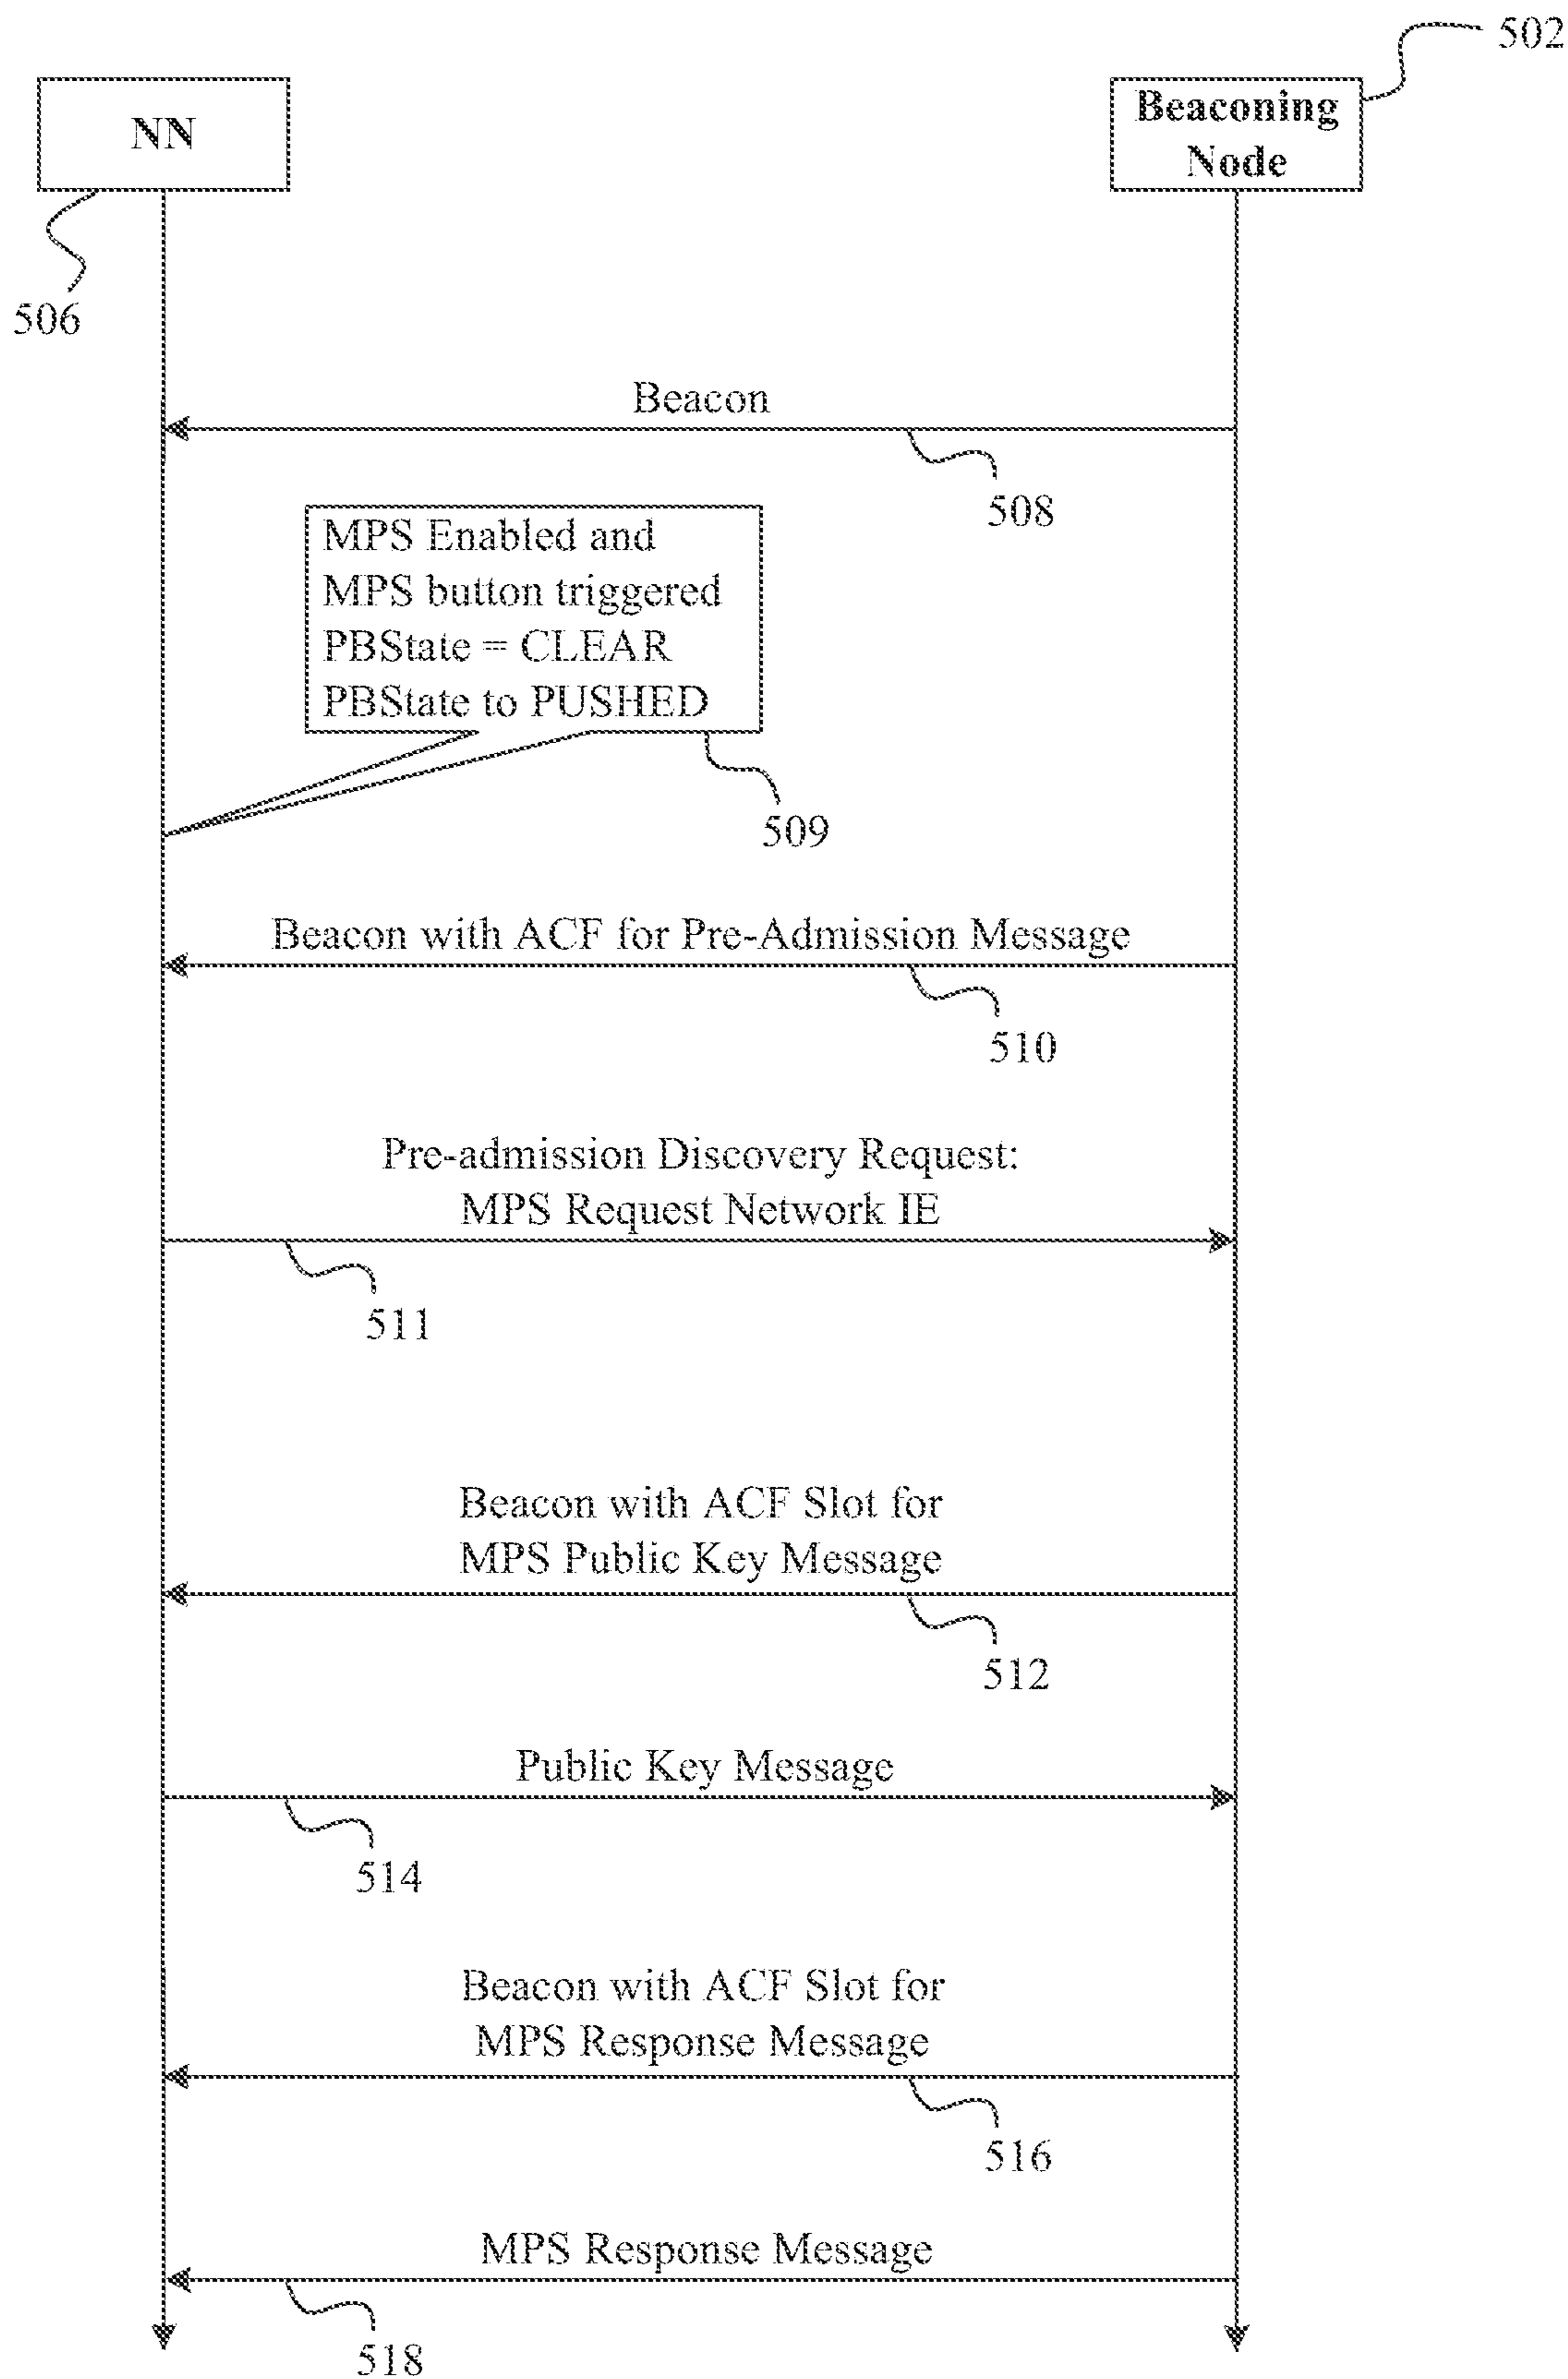 502
NN
Beaconing
Node
506
Beacon
508
MPS Enabled and
MPS button triggered
PBState = CLEAR
PBState to PUSHED
509
Beacon with ACF for Pre-Admission Message
510
Pre-admission Discovery Request:
MPS Request Network IE
511
Beacon with ACF Slot for
MPS Public Key Message
512
Public Key Message
514
Beacon with ACF Slot for
MPS Response Message
516
MPS Response Message
518